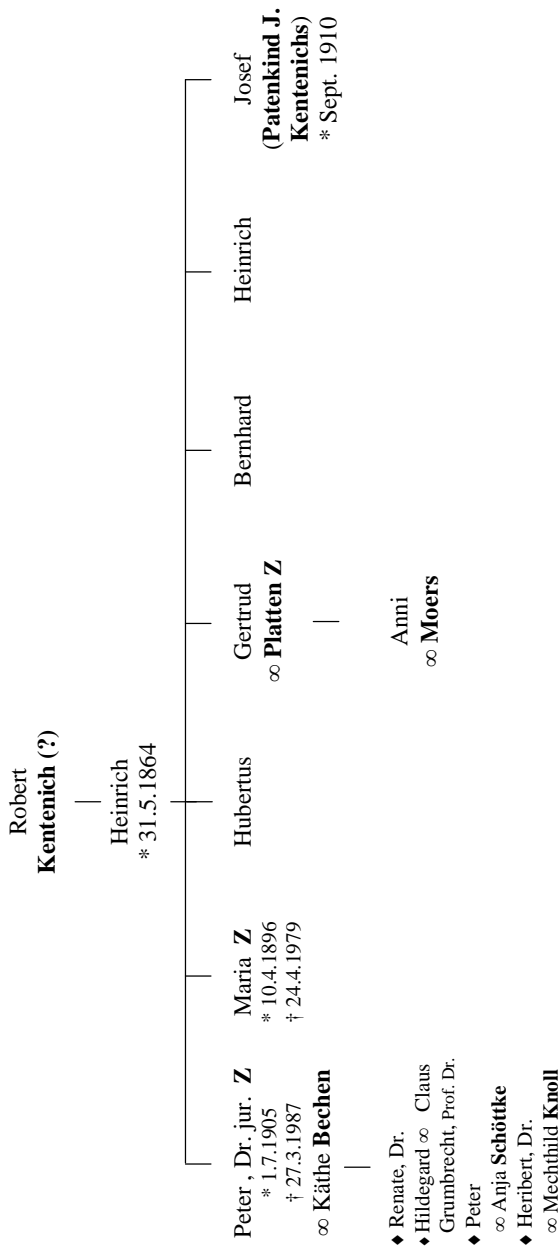 Robert
Kentenich (?)
Heinrich
* 31.5.1864
Peter , Dr. jur. Z
* 1.7.1905
† 27.3.1987
∞ Käthe Bechen
♦ Renate, Dr.
♦ Hildegard ∞ Claus
Grumbrecht, Prof. Dr.
♦ Peter
∞ Anja Schöttke
♦ Heribert, Dr.
∞ Mechthild Knoll
Maria Z
* 10.4.1896
† 24.4.1979
Hubertus
Gertrud
∞ Platten Z
Anni
∞ Moers
Bernhard
Heinrich
Josef
(Patenkind J.
Kentenichs)
* Sept. 1910